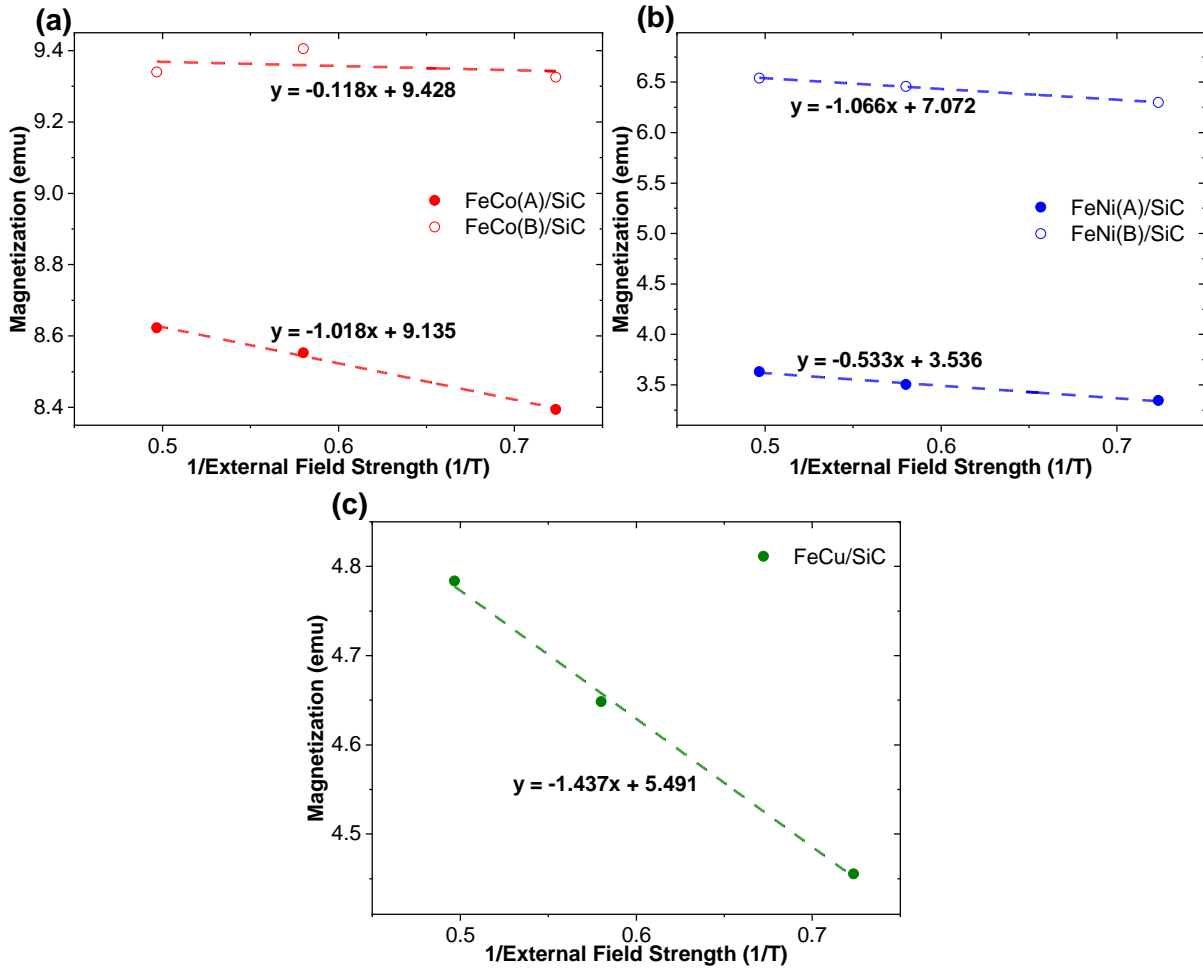 (a)
9.4
9.2
9.0
8.8
8.6
8.4
0.5
0.6
0.7
Magnetization (emu)
1/External Field Strength (1/T)
y = -0.118x + 9.428
FeCo(A)/SiC
FeCo(B)/SiC
y = -1.018x + 9.135
(b)
6.5
6.0
5.5
5.0
4.5
4.0
3.5
0.5
0.6
0.7
Magnetization (emu)
1/External Field Strength (1/T)
y = -1.066x + 7.072
FeNi(A)/SiC
FeNi(B)/SiC
y = -0.533x + 3.536
(c)
4.8
4.7
4.6
4.5
0.5
0.6
0.7
Magnetization (emu)
1/External Field Strength (1/T)
FeCu/SiC
y = -1.437x + 5.491